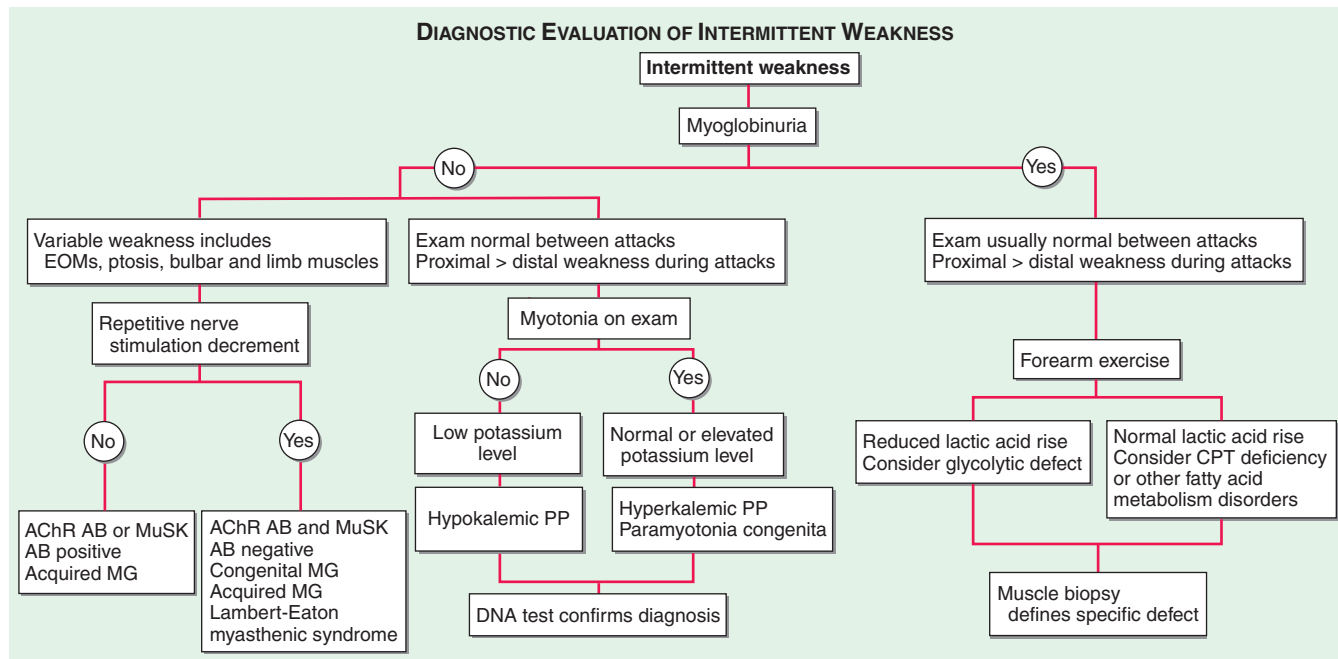 DIAGNOSTIC EVALUATION OF INTERMITTENT WEAKNESS
Intermittent weakness
Myoglobinuria
No
Yes
Variable weakness includes
EOMs, ptosis, bulbar and limb muscles
Exam normal between attacks
Proximal > distal weakness during attacks
Exam usually normal between attacks
Proximal > distal weakness during attacks
Repetitive nerve
stimulation decrement
Myotonia on exam
Forearm exercise
No
Yes
No
Yes
Low potassium
level
Normal or elevated
potassium level
Reduced lactic acid rise
Consider glycolytic defect
Normal lactic acid rise
Consider CPT deficiency
or other fatty acid
metabolism disorders
AChR AB or MuSK
AB positive
Acquired MG
AChR AB and MuSK
AB negative
Congenital MG
Acquired MG
Lambert-Eaton
myasthenic syndrome
Hypokalemic PP
Hyperkalemic PP
Paramyotonia congenita
DNA test confirms diagnosis
Muscle biopsy
defines specific defect